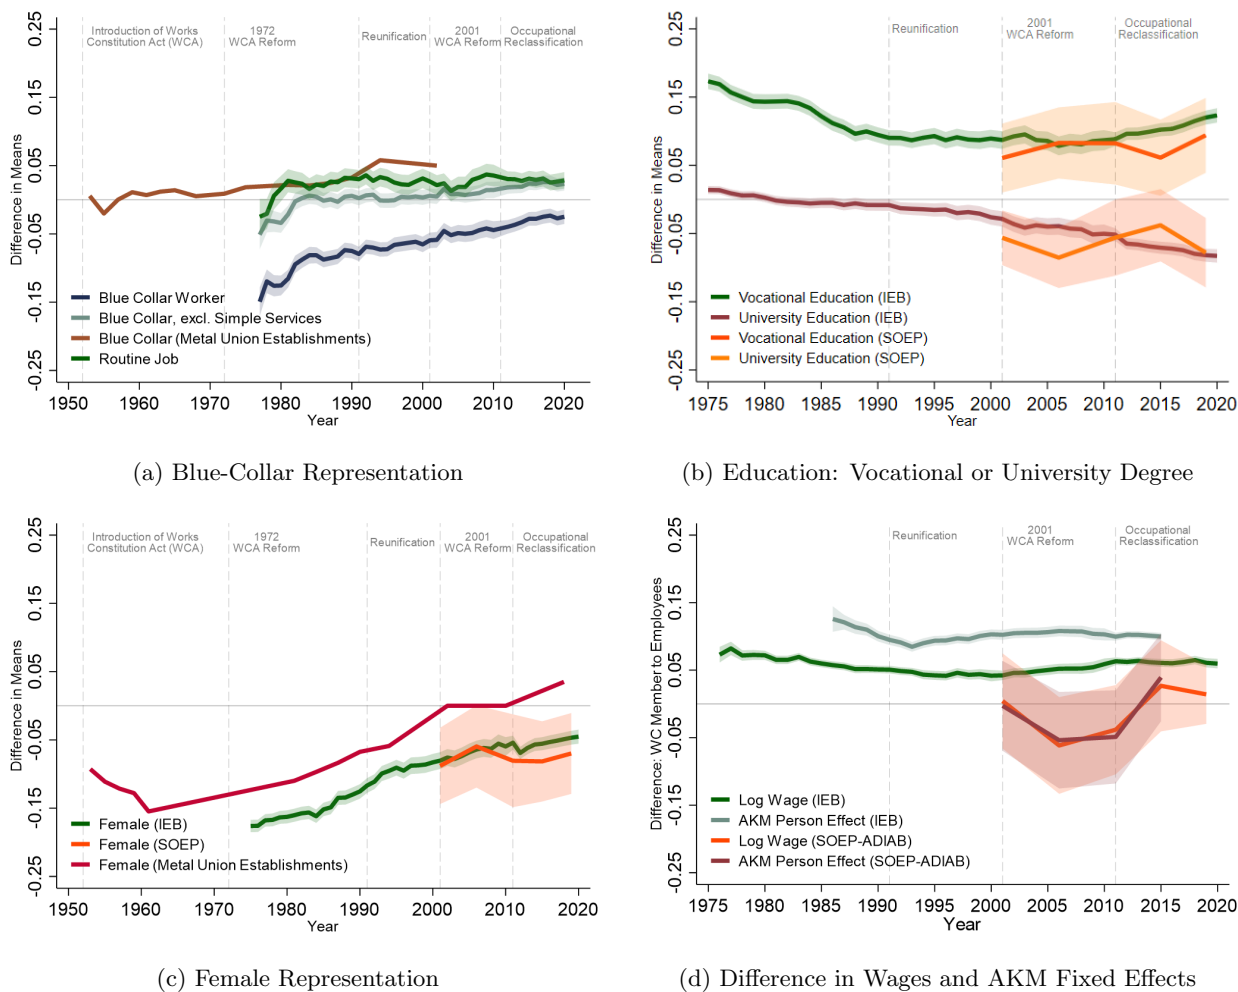 Introduction of Works
Constitution Act (WCA)
1972
WCA Reform
Reunification
2001
WCA Reform
Occupational
Reclassification
Difference in Means
0.25
0.15
0.05
-0.05
-0.15
-0.25
Blue Collar Worker
Blue Collar, excl. Simple Services
Blue Collar (Metal Union Establishments)
Routine Job
1950 1960 1970 1980 1990 2000 2010 2020
Year
(a) Blue-Collar Representation
Reunification
2001
WCA Reform
Occupational
Reclassification
Difference in Means
0.25
0.15
0.05
-0.05
-0.15
-0.25
Vocational Education (IEB)
University Education (IEB)
Vocational Education (SOEP)
University Education (SOEP)
1975 1980 1985 1990 1995 2000 2005 2010 2015 2020
Year
(b) Education: Vocational or University Degree
Introduction of Works
Constitution Act (WCA)
1972
WCA Reform
Reunification
2001
WCA Reform
Occupational
Reclassification
Difference in Means
0.25
0.15
0.05
-0.05
-0.15
-0.25
Female (IEB)
Female (SOEP)
Female (Metal Union Establishments)
1950 1960 1970 1980 1990 2000 2010 2020
Year
(c) Female Representation
Reunification
2001
WCA Reform
Occupational
Reclassification
Difference: WC Member to Employees
0.25
0.15
0.05
-0.05
-0.15
-0.25
Log Wage (IEB)
AKM Person Effect (IEB)
Log Wage (SOEP-ADIAB)
AKM Person Effect (SOEP-ADIAB)
1975 1980 1985 1990 1995 2000 2005 2010 2015 2020
Year
(d) Difference in Wages and AKM Fixed Effects